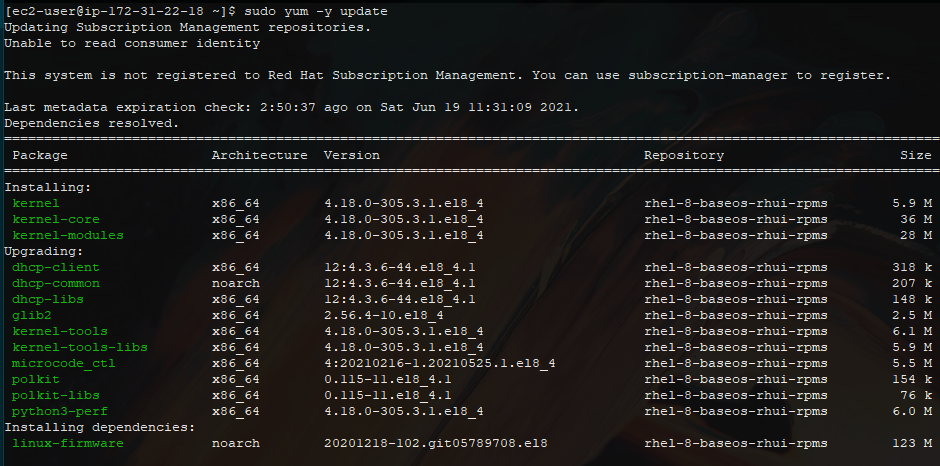 [ec2-user@ip-172-31-22-18 ~]$ sudo yum -y update
Updating Subscription Management repositories.
Unable to read consumer identity
This system is not registered to Red Hat Subscription Management. You can use subscription-manager to register.
Last metadata expiration check: 2:50:37 ago on Sat Jun 19 11:31:09 2021.
Dependencies resolved.
Package Architecture Version Repository Size
Installing:
kernel x86_64 4.18.0-305.3.1.el8_4 rhel-8-baseos-rhui-rpms 5.9 M
kernel-core x86_64 4.18.0-305.3.1.el8_4 rhel-8-baseos-rhui-rpms 36 M
kernel-modules x86_64 4.18.0-305.3.1.el8_4 rhel-8-baseos-rhui-rpms 28 M
Upgrading:
dhcp-client x86_64 12:4.3.6-44.el8_4.1 rhel-8-baseos-rhui-rpms 318 k
dhcp-common noarch 12:4.3.6-44.el8_4.1 rhel-8-baseos-rhui-rpms 207 k
dhcp-libs x86_64 12:4.3.6-44.el8_4.1 rhel-8-baseos-rhui-rpms 148 k
glib2 x86_64 2.56.4-10.el8_4 rhel-8-baseos-rhui-rpms 2.5 M
kernel-tools x86_64 4.18.0-305.3.1.el8_4 rhel-8-baseos-rhui-rpms 6.1 M
kernel-tools-libs x86_64 4.18.0-305.3.1.el8_4 rhel-8-baseos-rhui-rpms 5.9 M
microcode_ctl x86_64 4:20210216-1.20210525.1.el8_4 rhel-8-baseos-rhui-rpms 5.5 M
polkit x86_64 0.115-11.el8_4.1 rhel-8-baseos-rhui-rpms 154 k
polkit-libs x86_64 0.115-11.el8_4.1 rhel-8-baseos-rhui-rpms 76 k
python3-perf x86_64 4.18.0-305.3.1.el8_4 rhel-8-baseos-rhui-rpms 6.0 M
Installing dependencies:
linux-firmware noarch 20201218-102.git05789708.el8 rhel-8-baseos-rhui-rpms 123 M